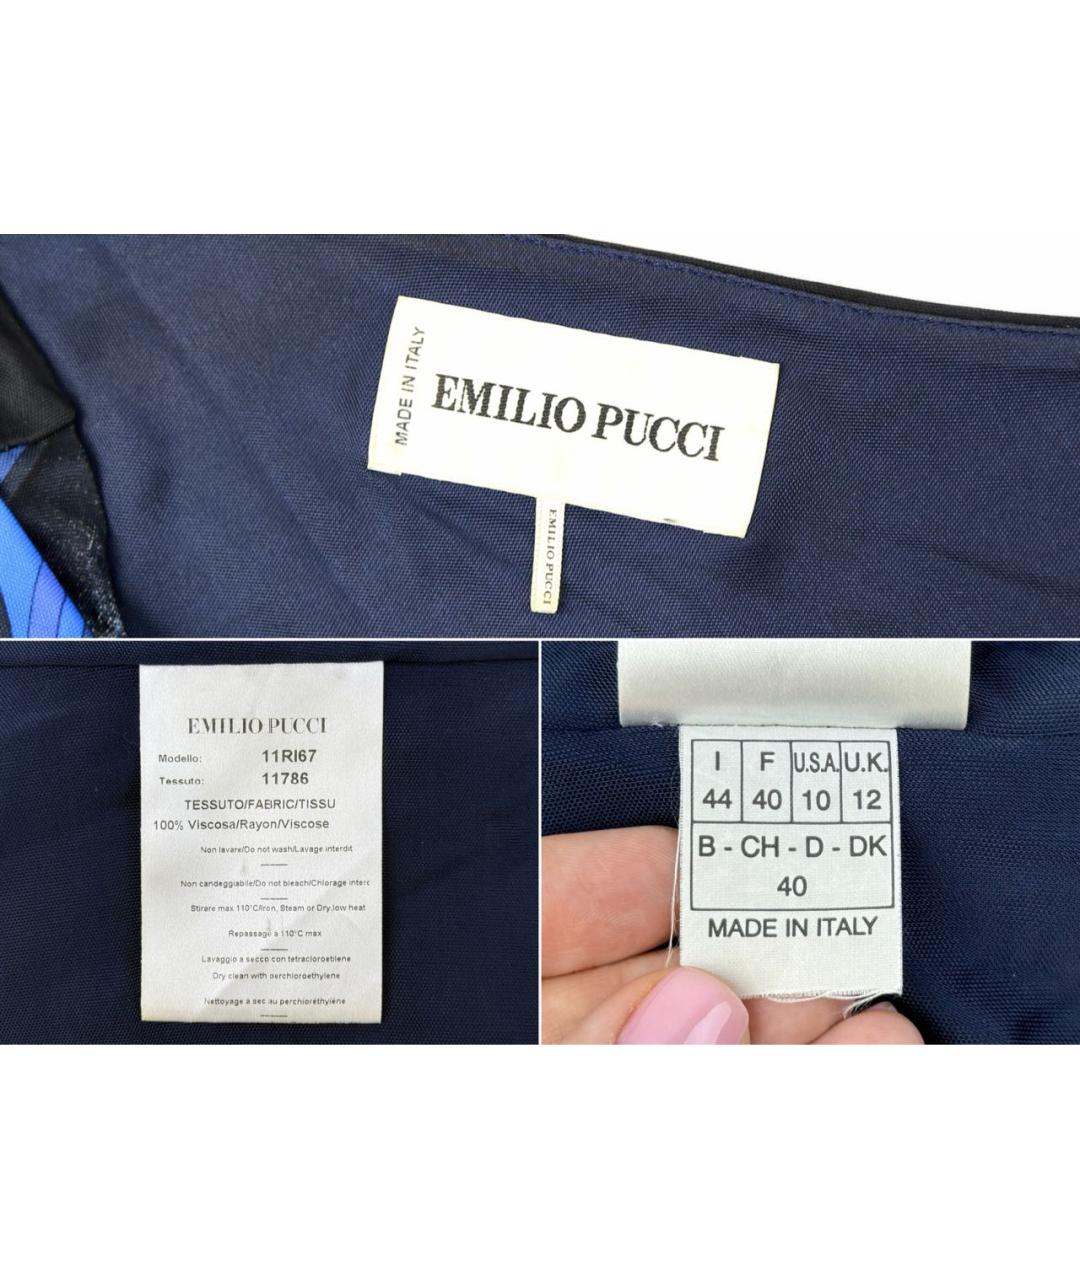 MADE IN ITALY
EMILIO PUCCI
EMILIO PUCCI
EMILIO PUCCI
Modello: 11RI67
Tessuto: 11786
TESSUTO/FABRIC/TISSU
100% Viscosa/Rayon/Viscose
Non lavare/Do not wash/Lavage interdit
Non candeggiabile/Do not bleach/Chlorage interc
Stirare max 110°C/Iron, Steam or Dry,low heat
Repassage à 110°C max
Lavaggio a secco con tetracloroetilene
Dry clean with perchloroethylene
Nettoyage à sec au perchloréthylène
I F U.S.A. U.K.
44 40 10 12
B - CH - D - DK
40
MADE IN ITALY